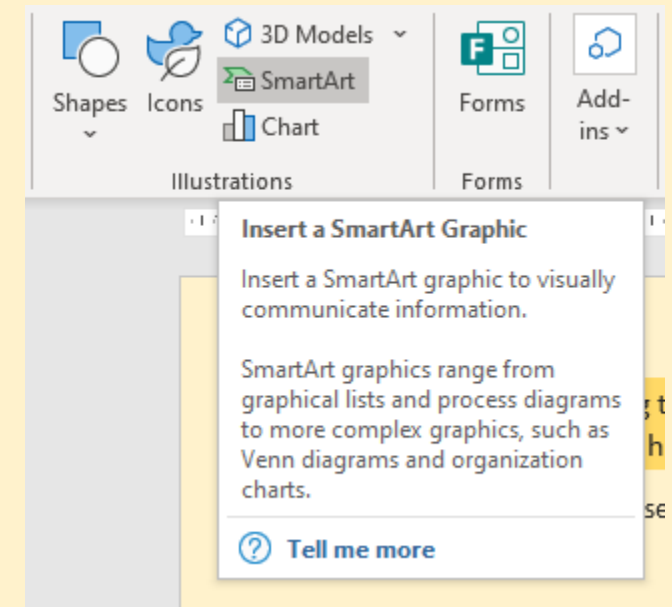 3D Models
SmartArt
Chart
Shapes
Icons
Illustrations
Forms
Forms
Add-
ins
Insert a SmartArt Graphic
Insert a SmartArt graphic to visually
communicate information.
SmartArt graphics range from
graphical lists and process diagrams
to more complex graphics, such as
Venn diagrams and organization
charts.
Tell me more